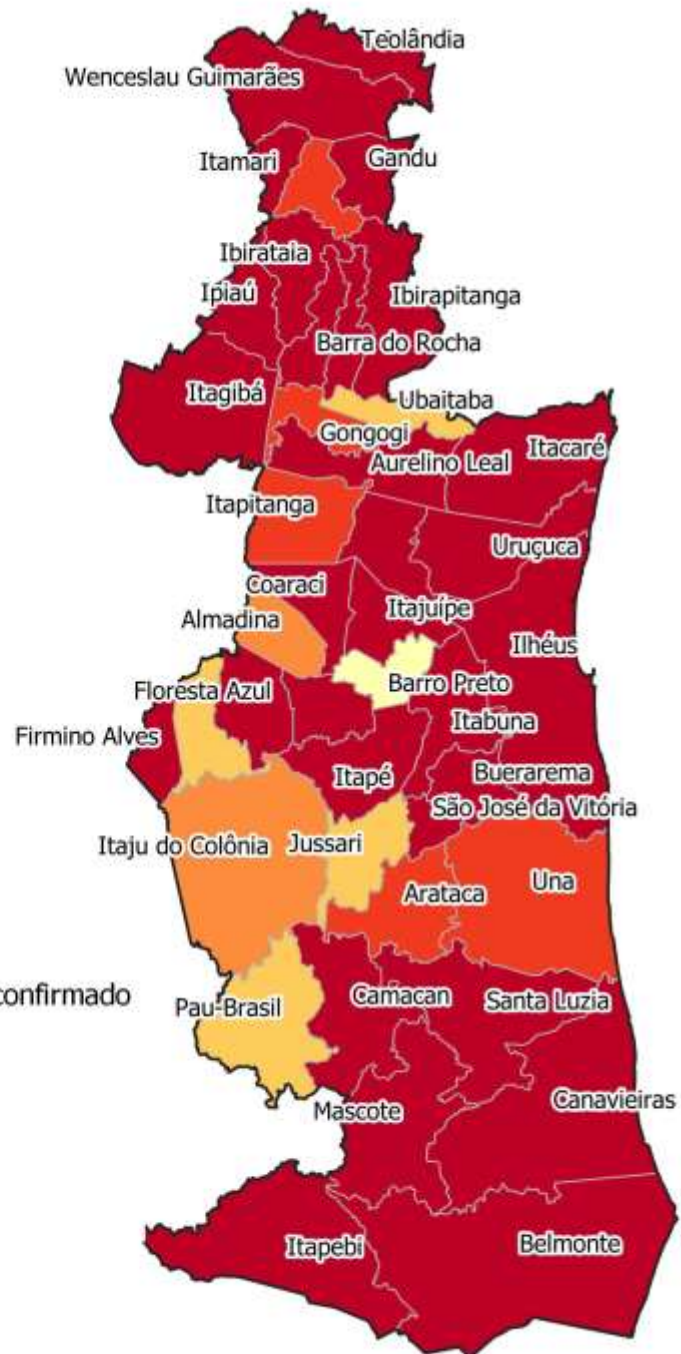 Teolândia
Wenceslau Guimarães
Itamari
Gandu
Ibirataia
Ipiaú
Ibirapitanga
Barra do Rocha
Itagibá
Ubaitaba
Gongogi
Itacaré
Aurelino Leal
Itapitanga
Uruçuca
Coaraci
Itajuípe
Almadina
Ilhéus
Barro Preto
Floresta Azul
Itabuna
Firmino Alves
Itapé
Buerarema
São José da Vitória
Itaju do Colônia
Jussari
Arataca
Una
confirmado
Pau-Brasil
Camacan
Santa Luzia
Mascote
Canavieiras
Itapebi
Belmonte